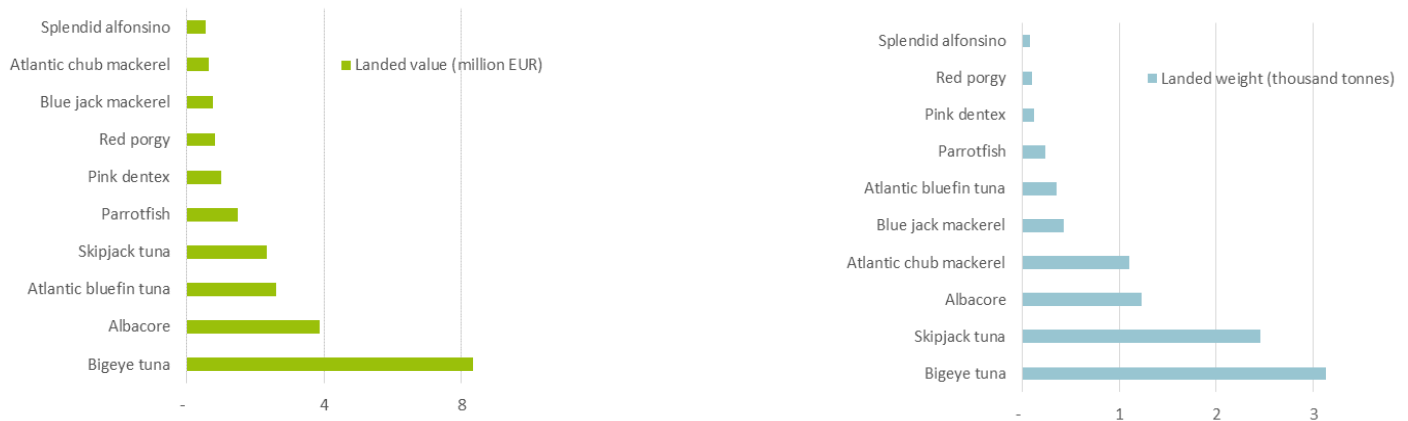 Splendid alfonsino
Atlantic chub mackerel
Landed value (million EUR)
Blue jack mackerel
Red porgy
Pink dentex
Parrotfish
Skipjack tuna
Atlantic bluefin tuna
Albacore
Bigeye tuna
- 4 8
Splendid alfonsino
Red porgy
Landed weight (thousand tonnes)
Pink dentex
Parrotfish
Atlantic bluefin tuna
Blue jack mackerel
Atlantic chub mackerel
Albacore
Skipjack tuna
Bigeye tuna
- 1 2 3